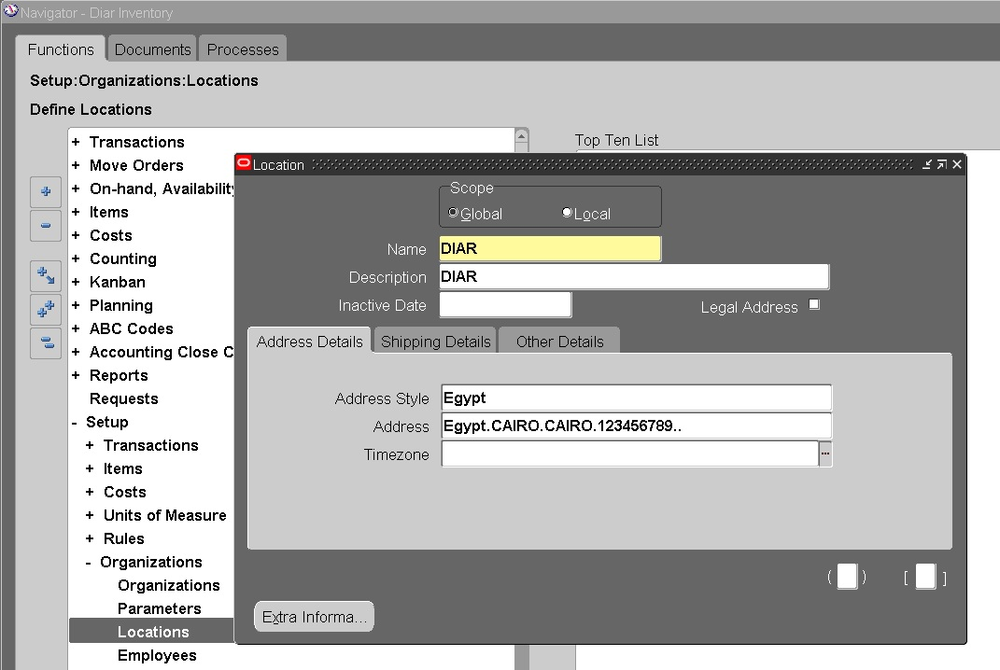 Navigator - Diar Inventory
Functions
Documents
Processes
Setup:Organizations:Locations
Define Locations
+ Transactions
+ Move Orders
+ On-hand, Availability
+ Items
+ Costs
+ Counting
+ Kanban
+ Planning
+ ABC Codes
+ Accounting Close C
+ Reports
Requests
- Setup
+ Transactions
+ Items
+ Costs
+ Units of Measure
+ Rules
- Organizations
Organizations
Parameters
Locations
Employees
Top Ten List
Location
Scope
Global
Local
Name DIAR
Description DIAR
Inactive Date
Legal Address
Address Details
Shipping Details
Other Details
Address Style Egypt
Address Egypt.CAIRO.CAIRO.123456789..
Timezone ...
( )
[ ]
Extra Informa...